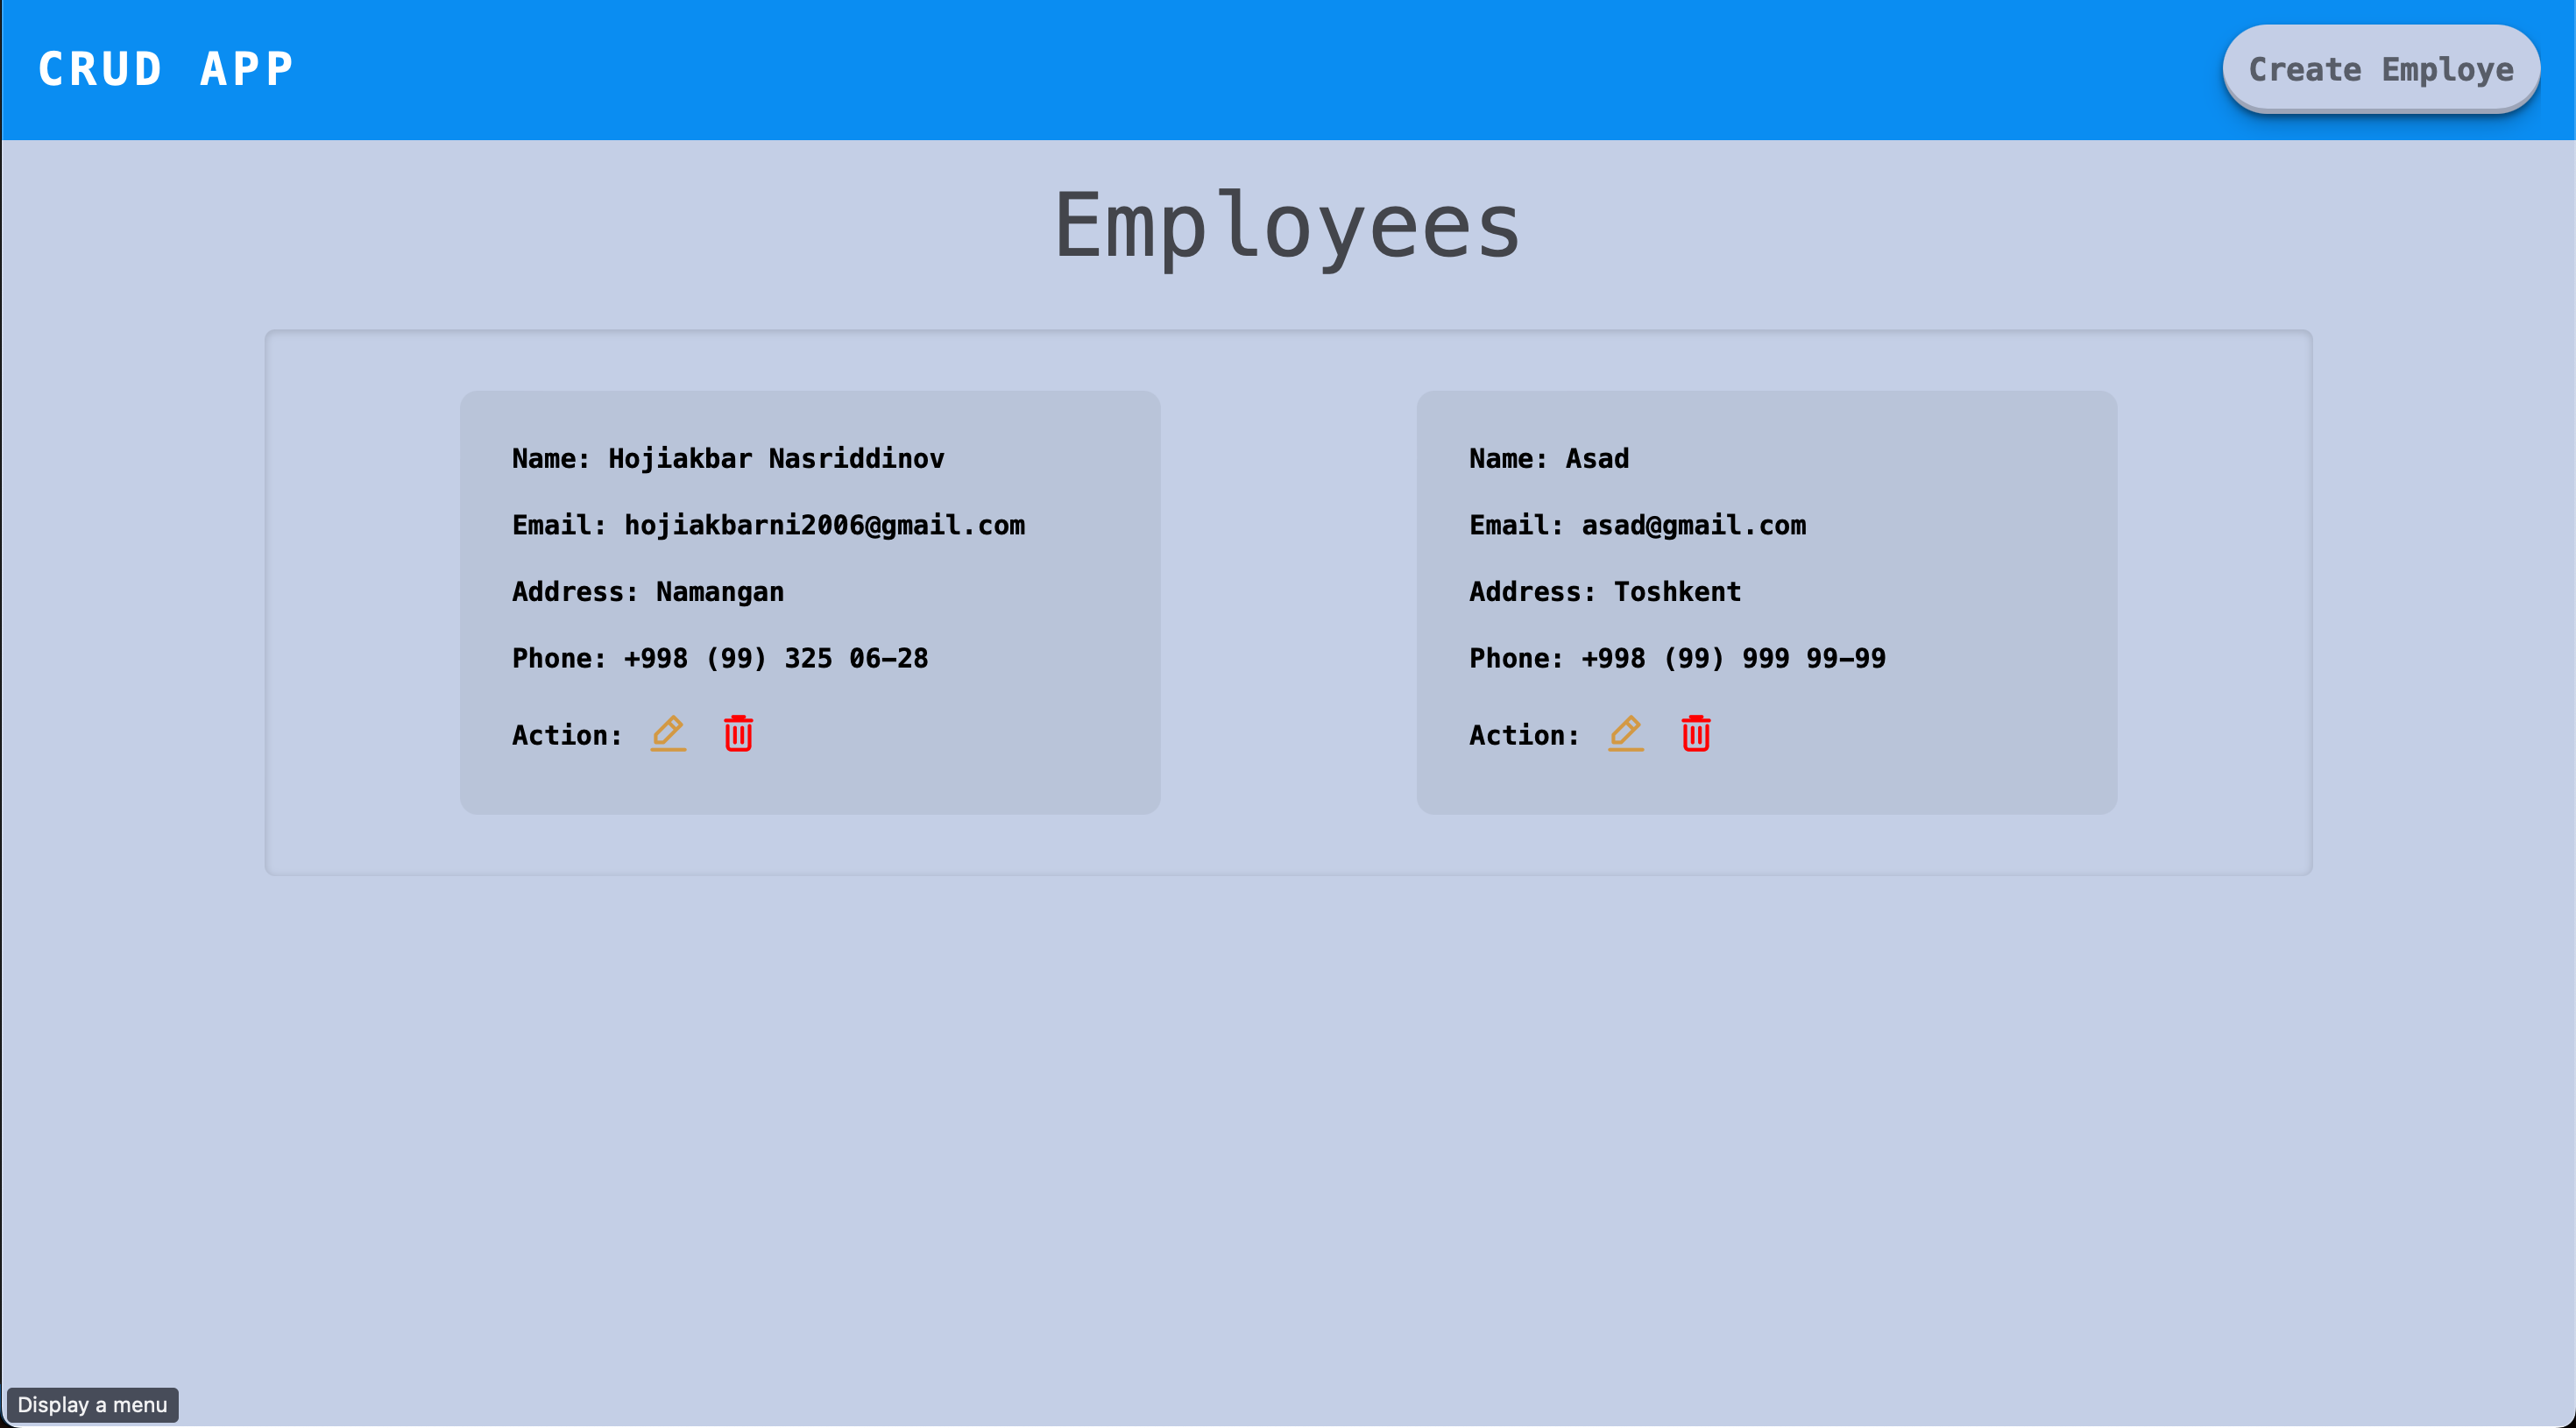 CRUD APP
Create Employe
Employees
Name: Hojiakbar Nasriddinov
Email: hojiakbarni2006@gmail.com
Address: Namangan
Phone: +998 (99) 325 06-28
Action:
Name: Asad
Email: asad@gmail.com
Address: Toshkent
Phone: +998 (99) 999 99-99
Action:
Display a menu